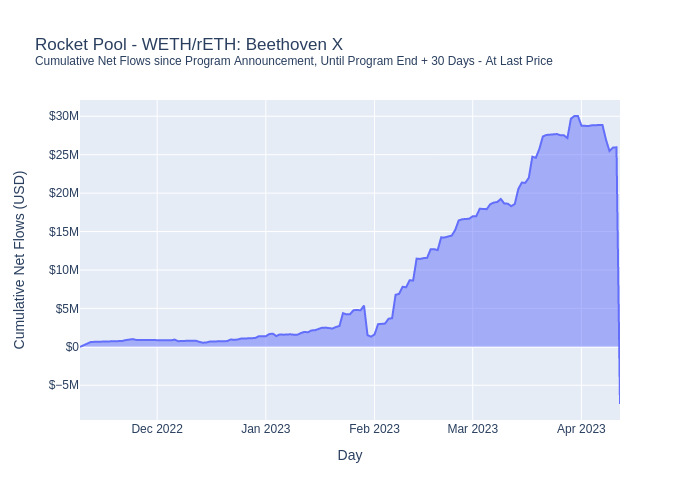 Rocket Pool - WETH/rETH: Beethoven X
Cumulative Net Flows since Program Announcement, Until Program End + 30 Days - At Last Price
Cumulative Net Flows (USD)
$30M
$25M
$20M
$15M
$10M
$5M
$0
$−5M
Dec 2022
Jan 2023
Feb 2023
Mar 2023
Apr 2023
Day